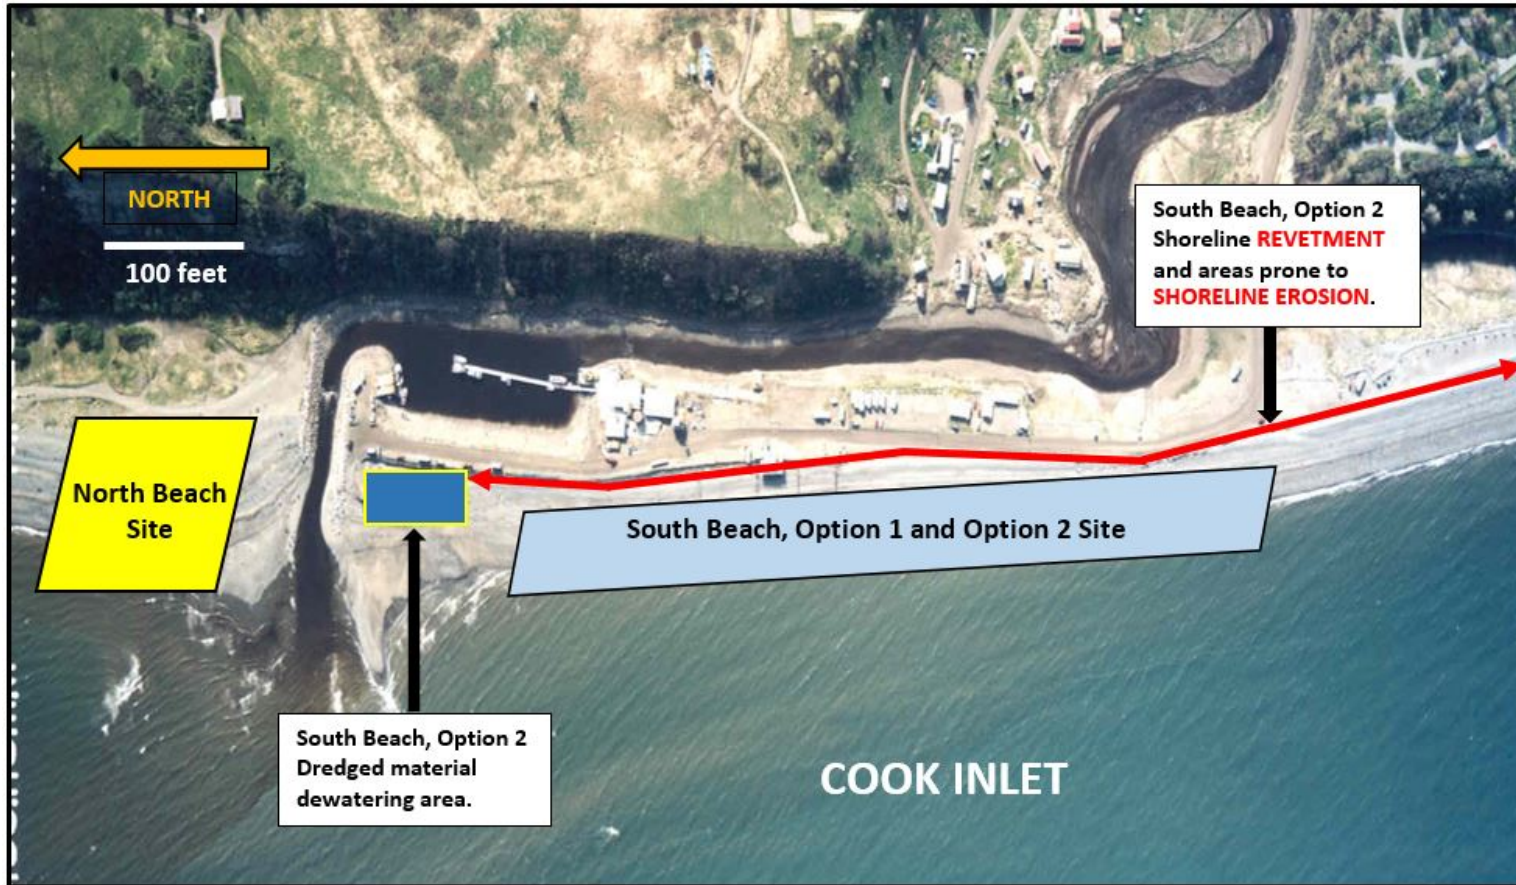 NORTH
100 feet
South Beach, Option 2
Shoreline REVETMENT
and areas prone to
SHORELINE EROSION.
North Beach
Site
South Beach, Option 1 and Option 2 Site
South Beach, Option 2
Dredged material
dewatering area.
COOK INLET